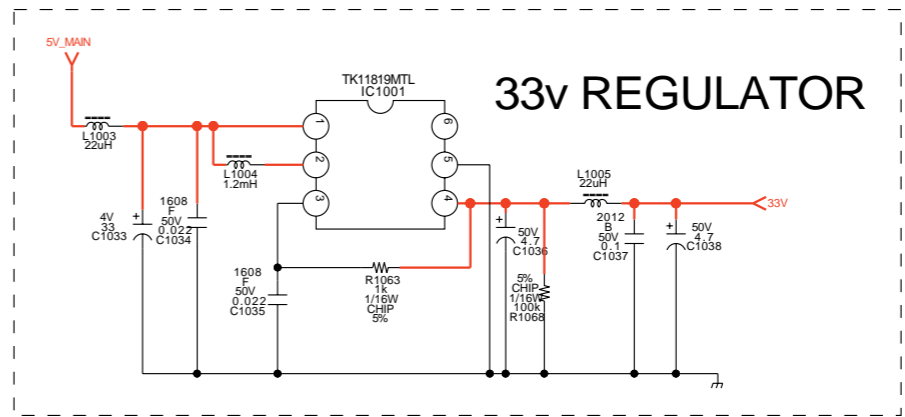 5V_MAIN
33v REGULATOR
TK11819MTL
IC1001
1
2
3
6
5
4
L1003
22uH
L1004
1.2mH
L1005
22uH
33V
4V
33
C1033
+
1608
F
50V
0.022
C1034
1608
F
50V
0.022
C1035
R1063
1k
1/16W
CHIP
5%
+
50V
4.7
C1036
5%
CHIP
1/16W
100k
R1068
2012
B
50V
0.1
C1037
+
50V
4.7
C1038